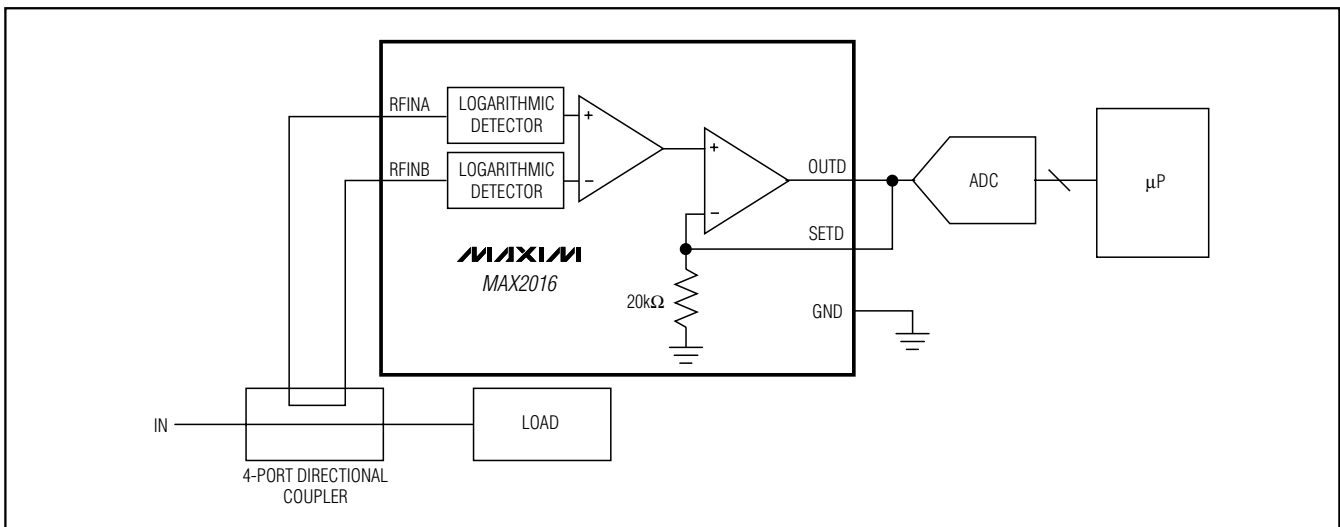 RFINA
LOGARITHMIC
DETECTOR
+
−
RFINB
LOGARITHMIC
DETECTOR
+
−
OUTD
SETD
ADC
μP
MAXIM
MAX2016
20kΩ
GND
IN
LOAD
4-PORT DIRECTIONAL
COUPLER